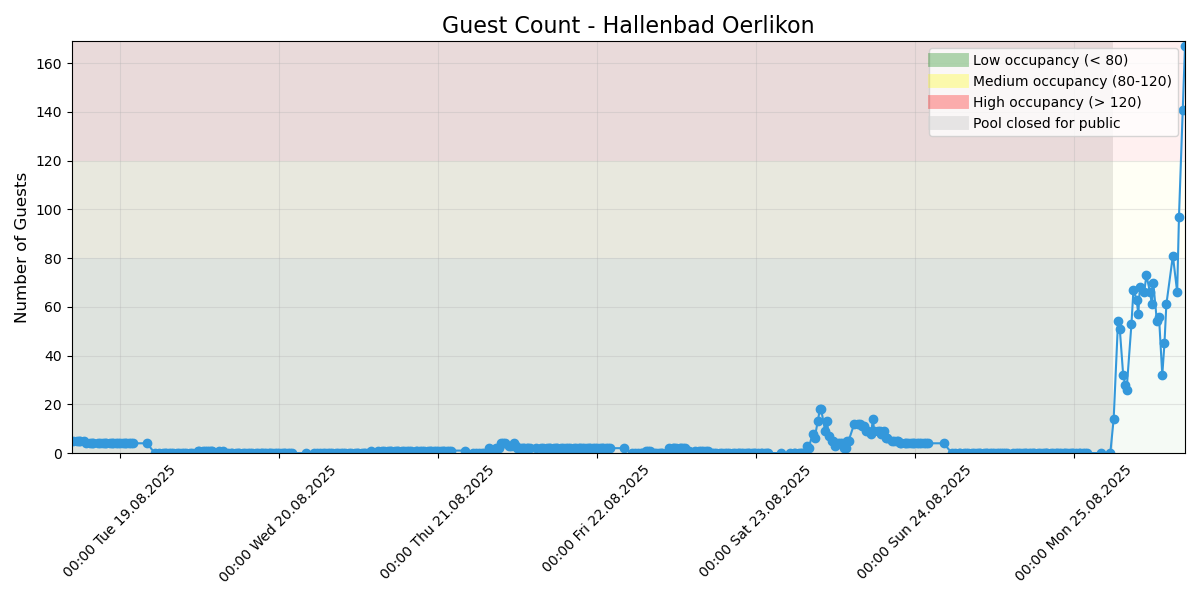 Guest Count - Hallenbad Oerlikon
Low occupancy (< 80)
Medium occupancy (80-120)
High occupancy (> 120)
Pool closed for public
Number of Guests
160
140
120
100
80
60
40
20
0
00:00 Tue 19.08.2025
00:00 Wed 20.08.2025
00:00 Thu 21.08.2025
00:00 Fri 22.08.2025
00:00 Sat 23.08.2025
00:00 Sun 24.08.2025
00:00 Mon 25.08.2025